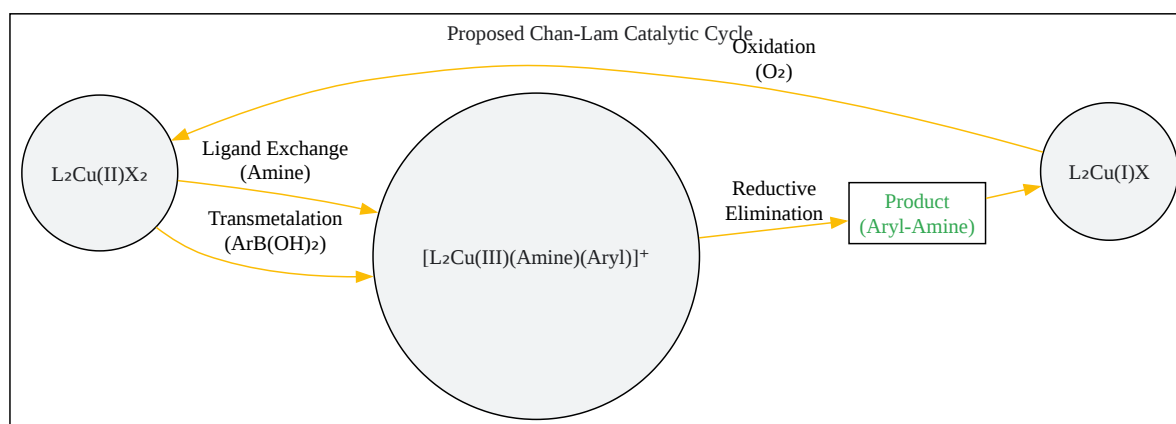 Proposed Chan-Lam Catalytic Cycle
Oxidation
(O₂)
L₂Cu(II)X₂
Ligand Exchange
(Amine)
Transmetalation
(ArB(OH)₂)
[L₂Cu(III)(Amine)(Aryl)]⁺
Reductive
Elimination
Product
(Aryl-Amine)
L₂Cu(I)X